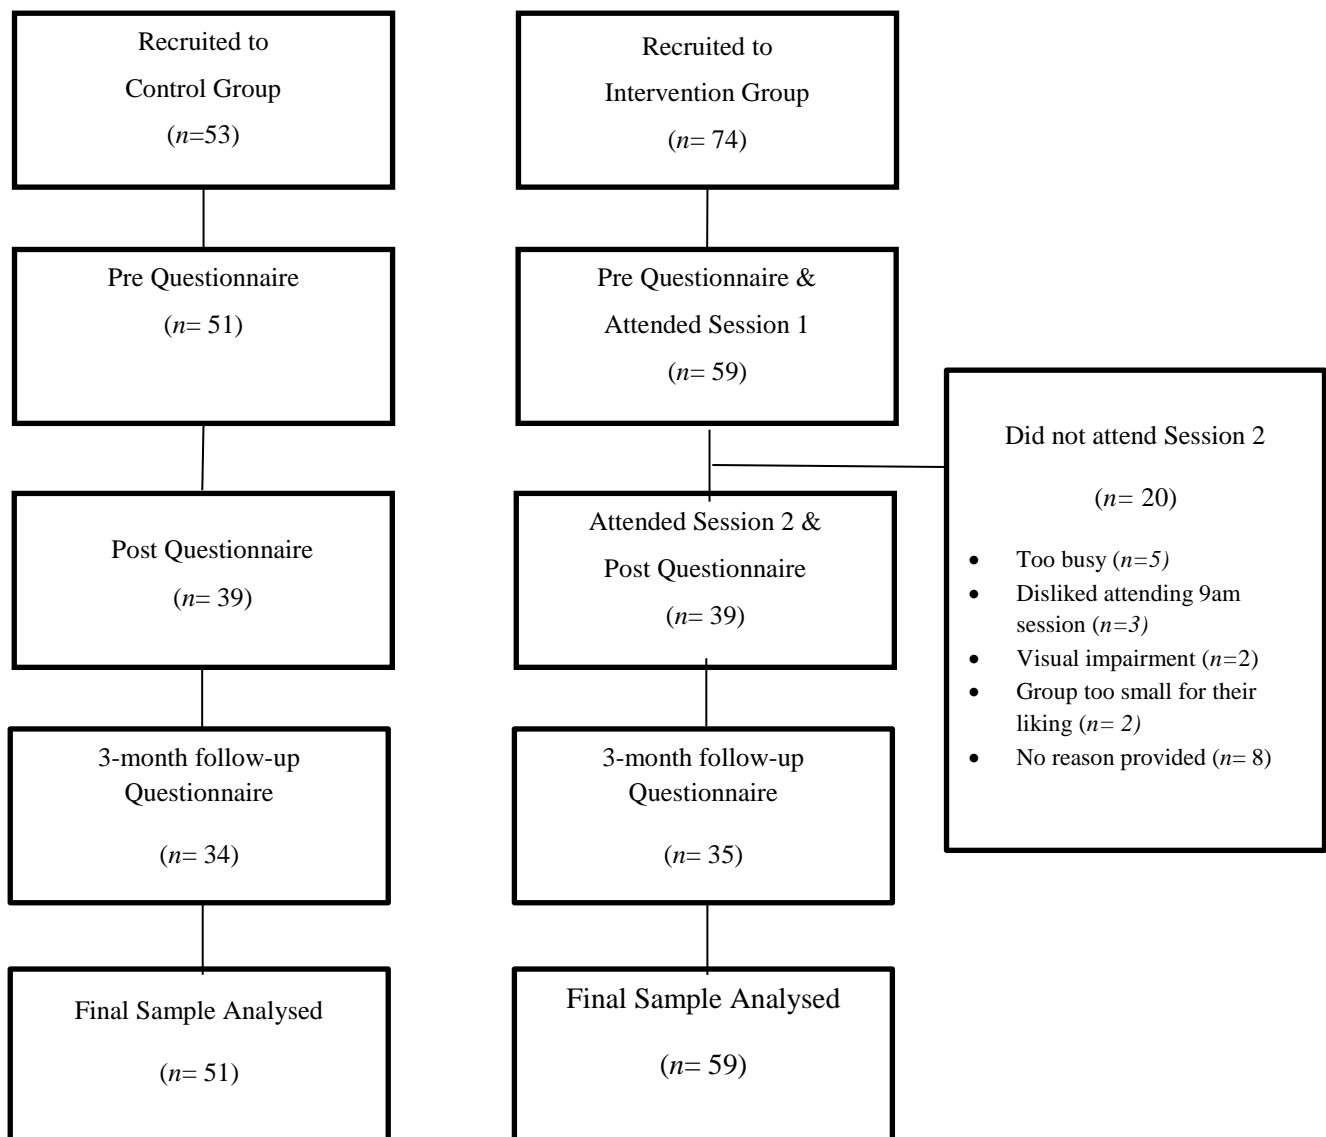 Recruited to
Control Group
(n=53)
Recruited to
Intervention Group
(n= 74)
Pre Questionnaire
(n= 51)
Pre Questionnaire &
Attended Session 1
(n= 59)
Did not attend Session 2
(n= 20)
• Too busy (n=5)
• Disliked attending 9am
session (n=3)
• Visual impairment (n=2)
• Group too small for their
liking (n= 2)
• No reason provided (n= 8)
Post Questionnaire
(n= 39)
Attended Session 2 &
Post Questionnaire
(n= 39)
3-month follow-up
Questionnaire
(n= 34)
3-month follow-up
Questionnaire
(n= 35)
Final Sample Analysed
(n= 51)
Final Sample Analysed
(n= 59)